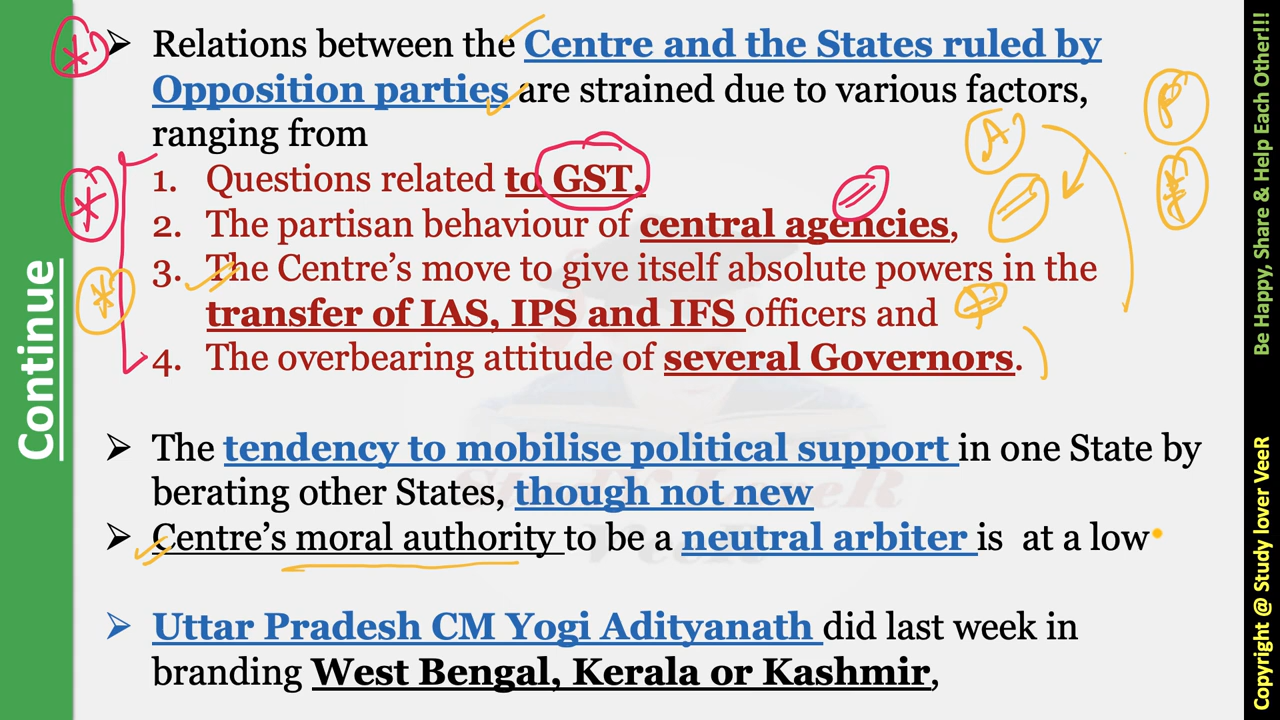 Relations between the Centre and the States ruled by
Opposition parties are strained due to various factors,
ranging from
1. Questions related to GST,
2. The partisan behaviour of central agencies,
3. The Centre's move to give itself absolute powers in the
transfer of IAS, IPS and IFS officers and
4. The overbearing attitude of several Governors.
The tendency to mobilise political support in one State by
berating other States, though not new
Centre's moral authority to be a neutral arbiter is at a low
Uttar Pradesh CM Yogi Adityanath did last week in
branding West Bengal, Kerala or Kashmir,
Continue
Be Happy, Share & Help Each Other!!!
Copyright @ Study lover VeeR